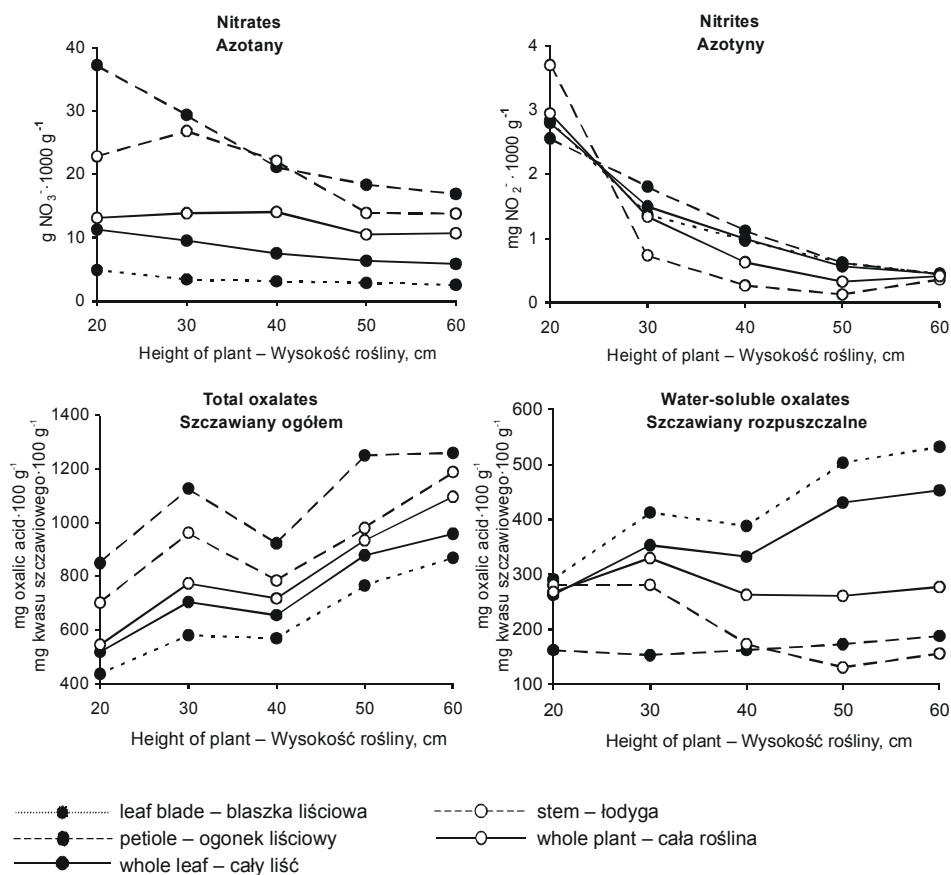 Nitrates
Azotany
40
30
20
10
0
g NO₃⁻·1000 g⁻¹
20 30 40 50 60
Height of plant – Wysokość rośliny, cm
Nitrites
Azotyny
4
3
2
1
0
mg NO₂⁻·1000 g⁻¹
20 30 40 50 60
Height of plant – Wysokość rośliny, cm
Total oxalates
Szczawiany ogółem
1400
1200
1000
800
600
400
mg oxalic acid·100 g⁻¹
mg kwasu szczawiowego·100 g⁻¹
20 30 40 50 60
Height of plant – Wysokość rośliny, cm
Water-soluble oxalates
Szczawiany rozpuszczalne
600
500
400
300
200
100
mg oxalic acid·100 g⁻¹
mg kwasu szczawiowego·100 g⁻¹
20 30 40 50 60
Height of plant – Wysokość rośliny, cm
leaf blade – blaszka liściowa
petiole – ogonek liściowy
whole leaf – cały liść
stem – łodyga
whole plant – cała roślina